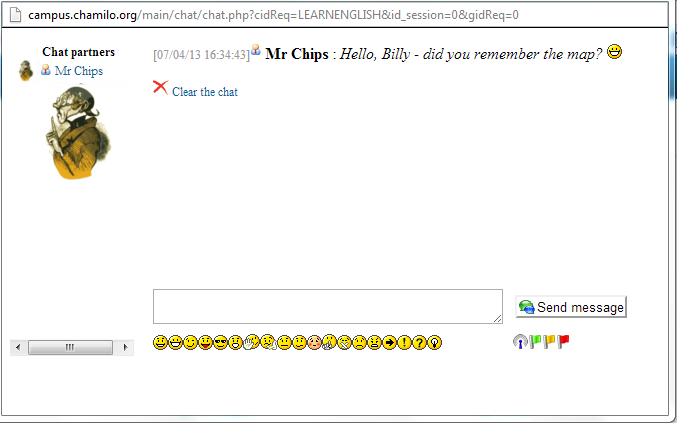 campus.chamilo.org/main/chat/chat.php?cidReq=LEARNENGLISH&id_session=0&gidReq=0
Chat partners
Mr Chips
[07/04/13 16:34:43] Mr Chips : Hello, Billy - did you remember the map?
Clear the chat
Send message